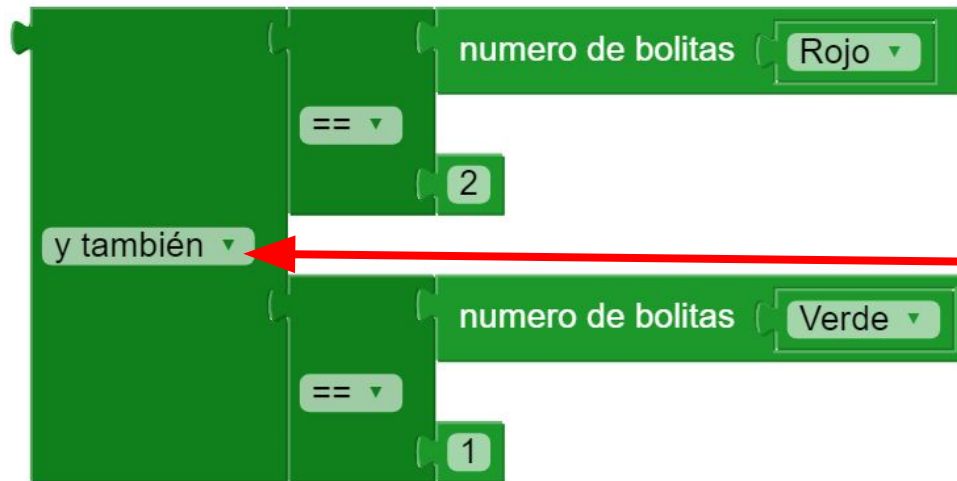 numero de bolitas Rojo
==
2
y también
numero de bolitas Verde
==
1